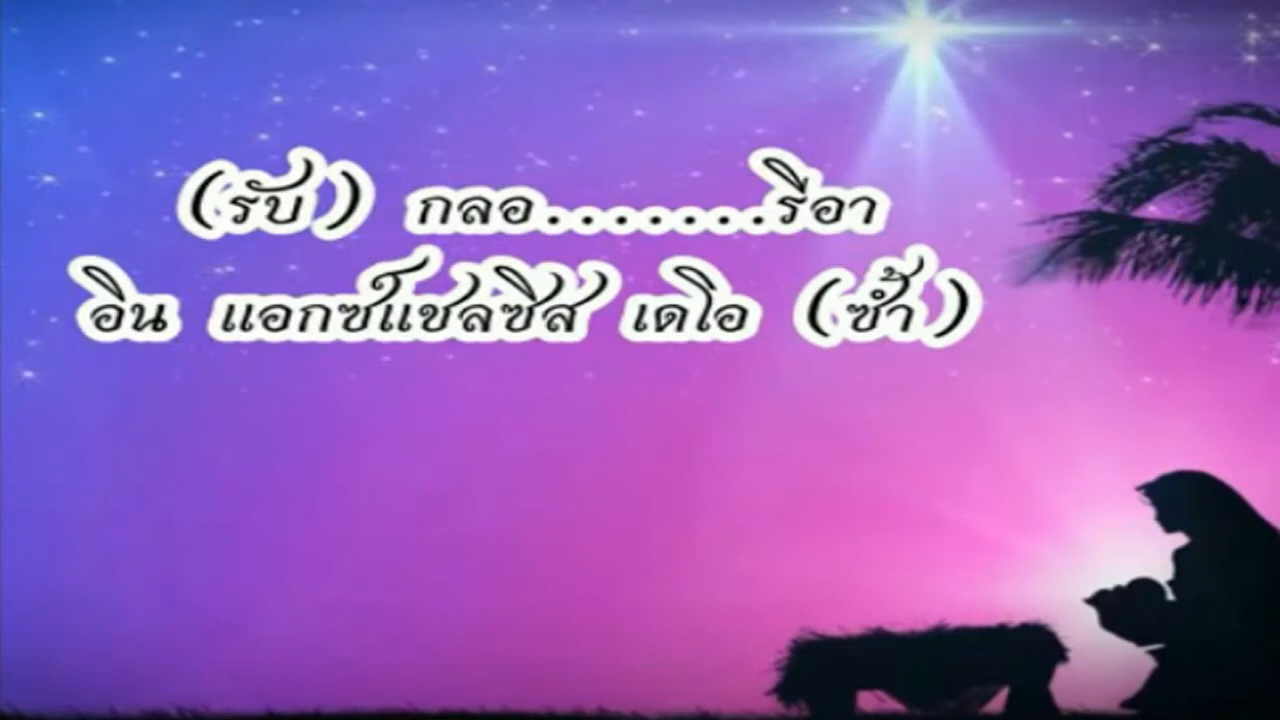 (รับ) กลอ........รีอา
อิน แอกซ์แชลซิส เดโอ (ซ้ำ)